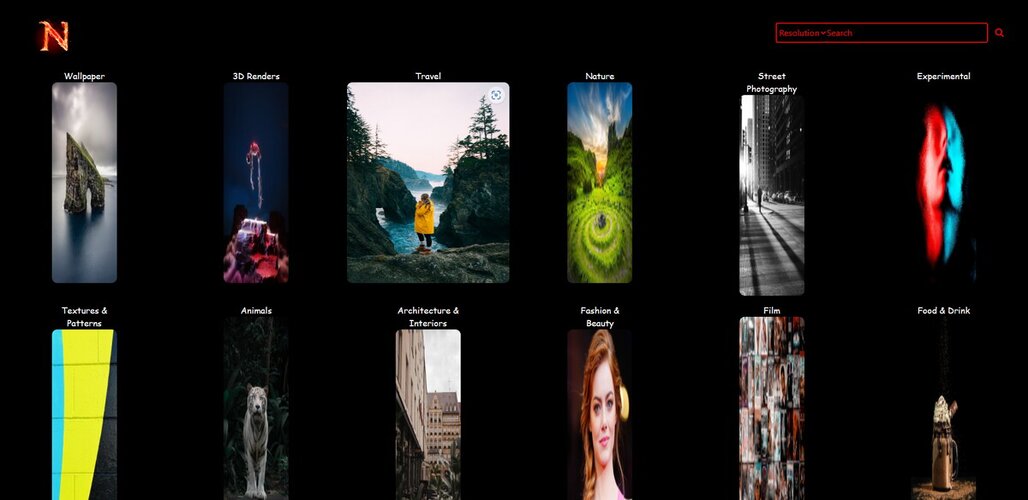 N
Resolution Search
Wallpaper
3D Renders
Travel
Nature
Street
Photography
Experimental
Textures &
Patterns
Animals
Architecture &
Interiors
Fashion &
Beauty
Film
Food & Drink